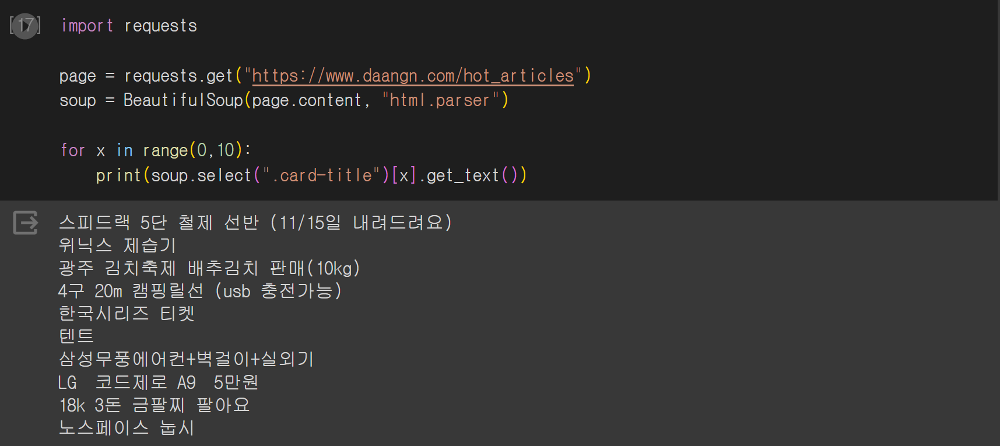 [17] import requests
page = requests.get("https://www.daangn.com/hot_articles")
soup = BeautifulSoup(page.content, "html.parser")
for x in range(0,10):
    print(soup.select(".card-title")[x].get_text())
스피드랙 5단 철제 선반 (11/15일 내려드려요)
위닉스 제습기
광주 김치축제 배추김치 판매(10kg)
4구 20m 캠핑릴선 (usb 충전가능)
한국시리즈 티켓
텐트
삼성무풍에어컨+벽걸이+실외기
LG  코드제로 A9  5만원
18k 3돈 금팔찌 팔아요
노스페이스 눕시